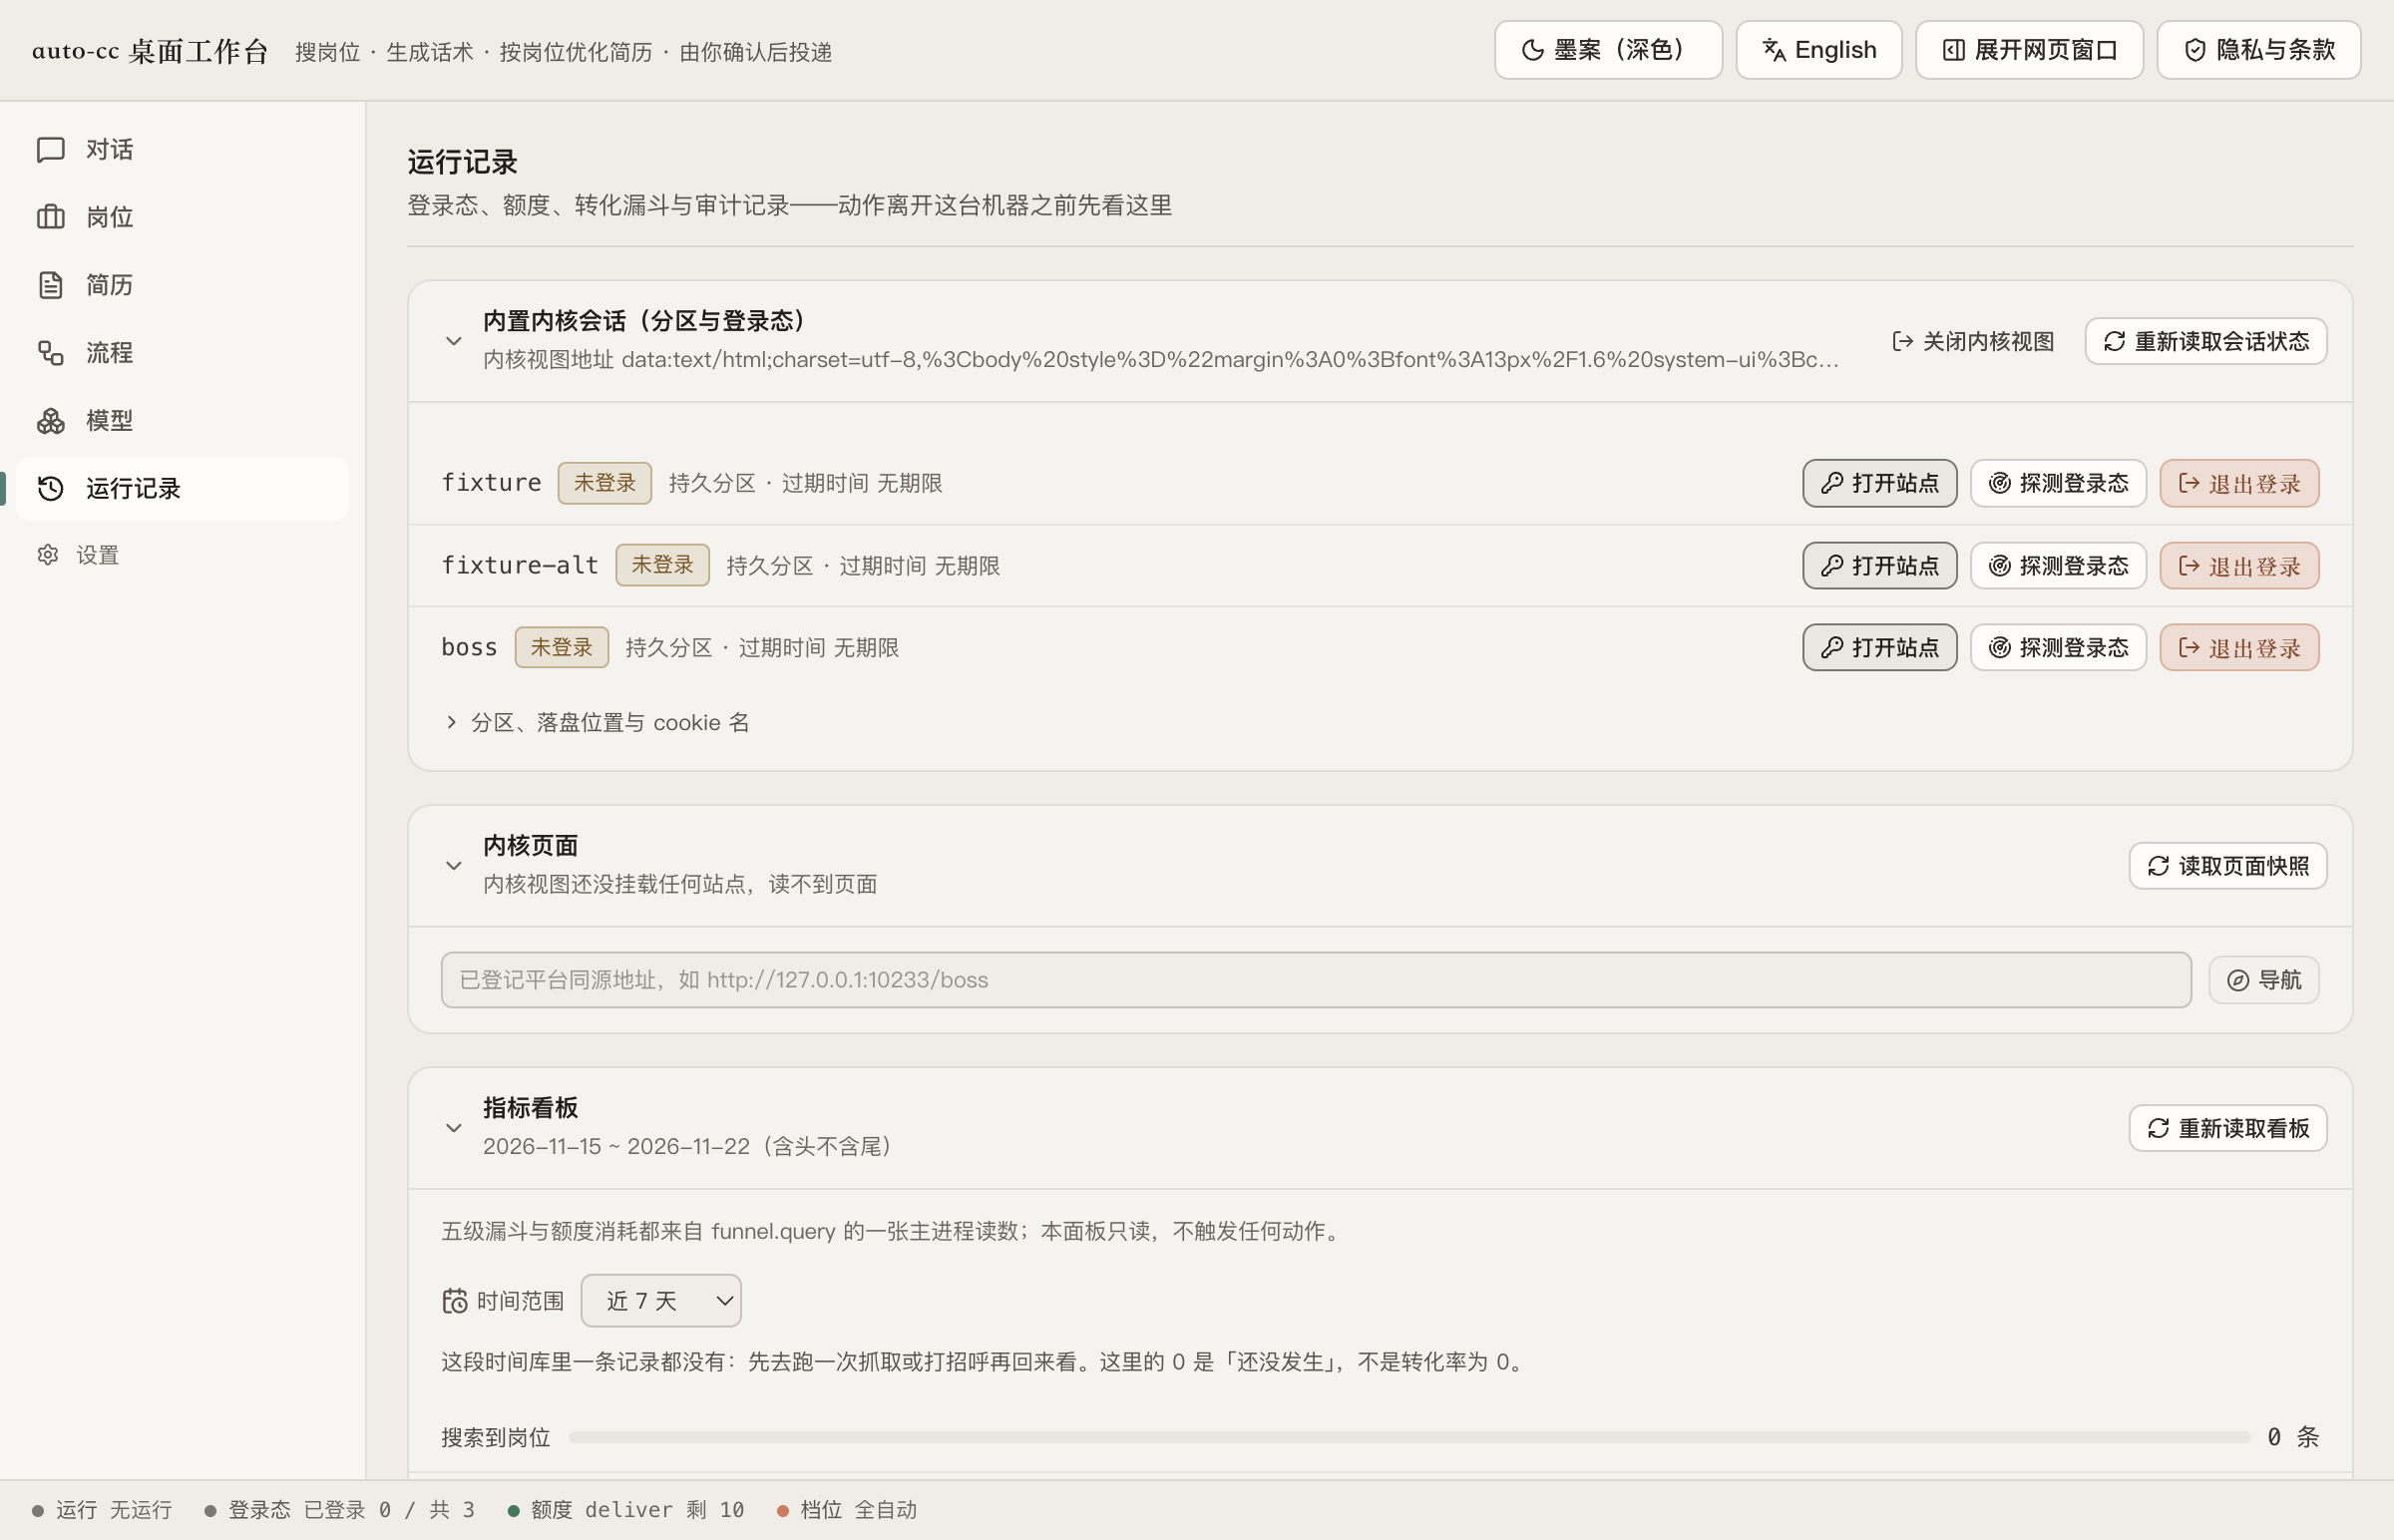 auto-cc 桌面工作台 搜岗位 · 生成话术 · 按岗位优化简历 · 由你确认后投递 墨案（深色） English 展开网页窗口 隐私与条款
对话
岗位
简历
流程
模型
运行记录
设置
运行记录
登录态、额度、转化漏斗与审计记录——动作离开这台机器之前先看这里
内置内核会话（分区与登录态）
内核视图地址 data:text/html;charset=utf-8,%3Cbody%20style%3D%22margin%3A0%3Bfont%3A13px%2F1.6%20system-ui%3Bc…
关闭内核视图 重新读取会话状态
fixture 未登录 持久分区 · 过期时间 无期限 打开站点 探测登录态 退出登录
fixture-alt 未登录 持久分区 · 过期时间 无期限 打开站点 探测登录态 退出登录
boss 未登录 持久分区 · 过期时间 无期限 打开站点 探测登录态 退出登录
分区、落盘位置与 cookie 名
内核页面
内核视图还没挂载任何站点，读不到页面
读取页面快照
已登记平台同源地址，如 http://127.0.0.1:10233/boss 导航
指标看板
2026-11-15 ~ 2026-11-22（含头不含尾）
重新读取看板
五级漏斗与额度消耗都来自 funnel.query 的一张主进程读数；本面板只读，不触发任何动作。
时间范围 近 7 天
这段时间库里一条记录都没有：先去跑一次抓取或打招呼再回来看。这里的 0 是「还没发生」，不是转化率为 0。
搜索到岗位 0 条
运行 无运行 登录态 已登录 0 / 共 3 额度 deliver 剩 10 档位 全自动